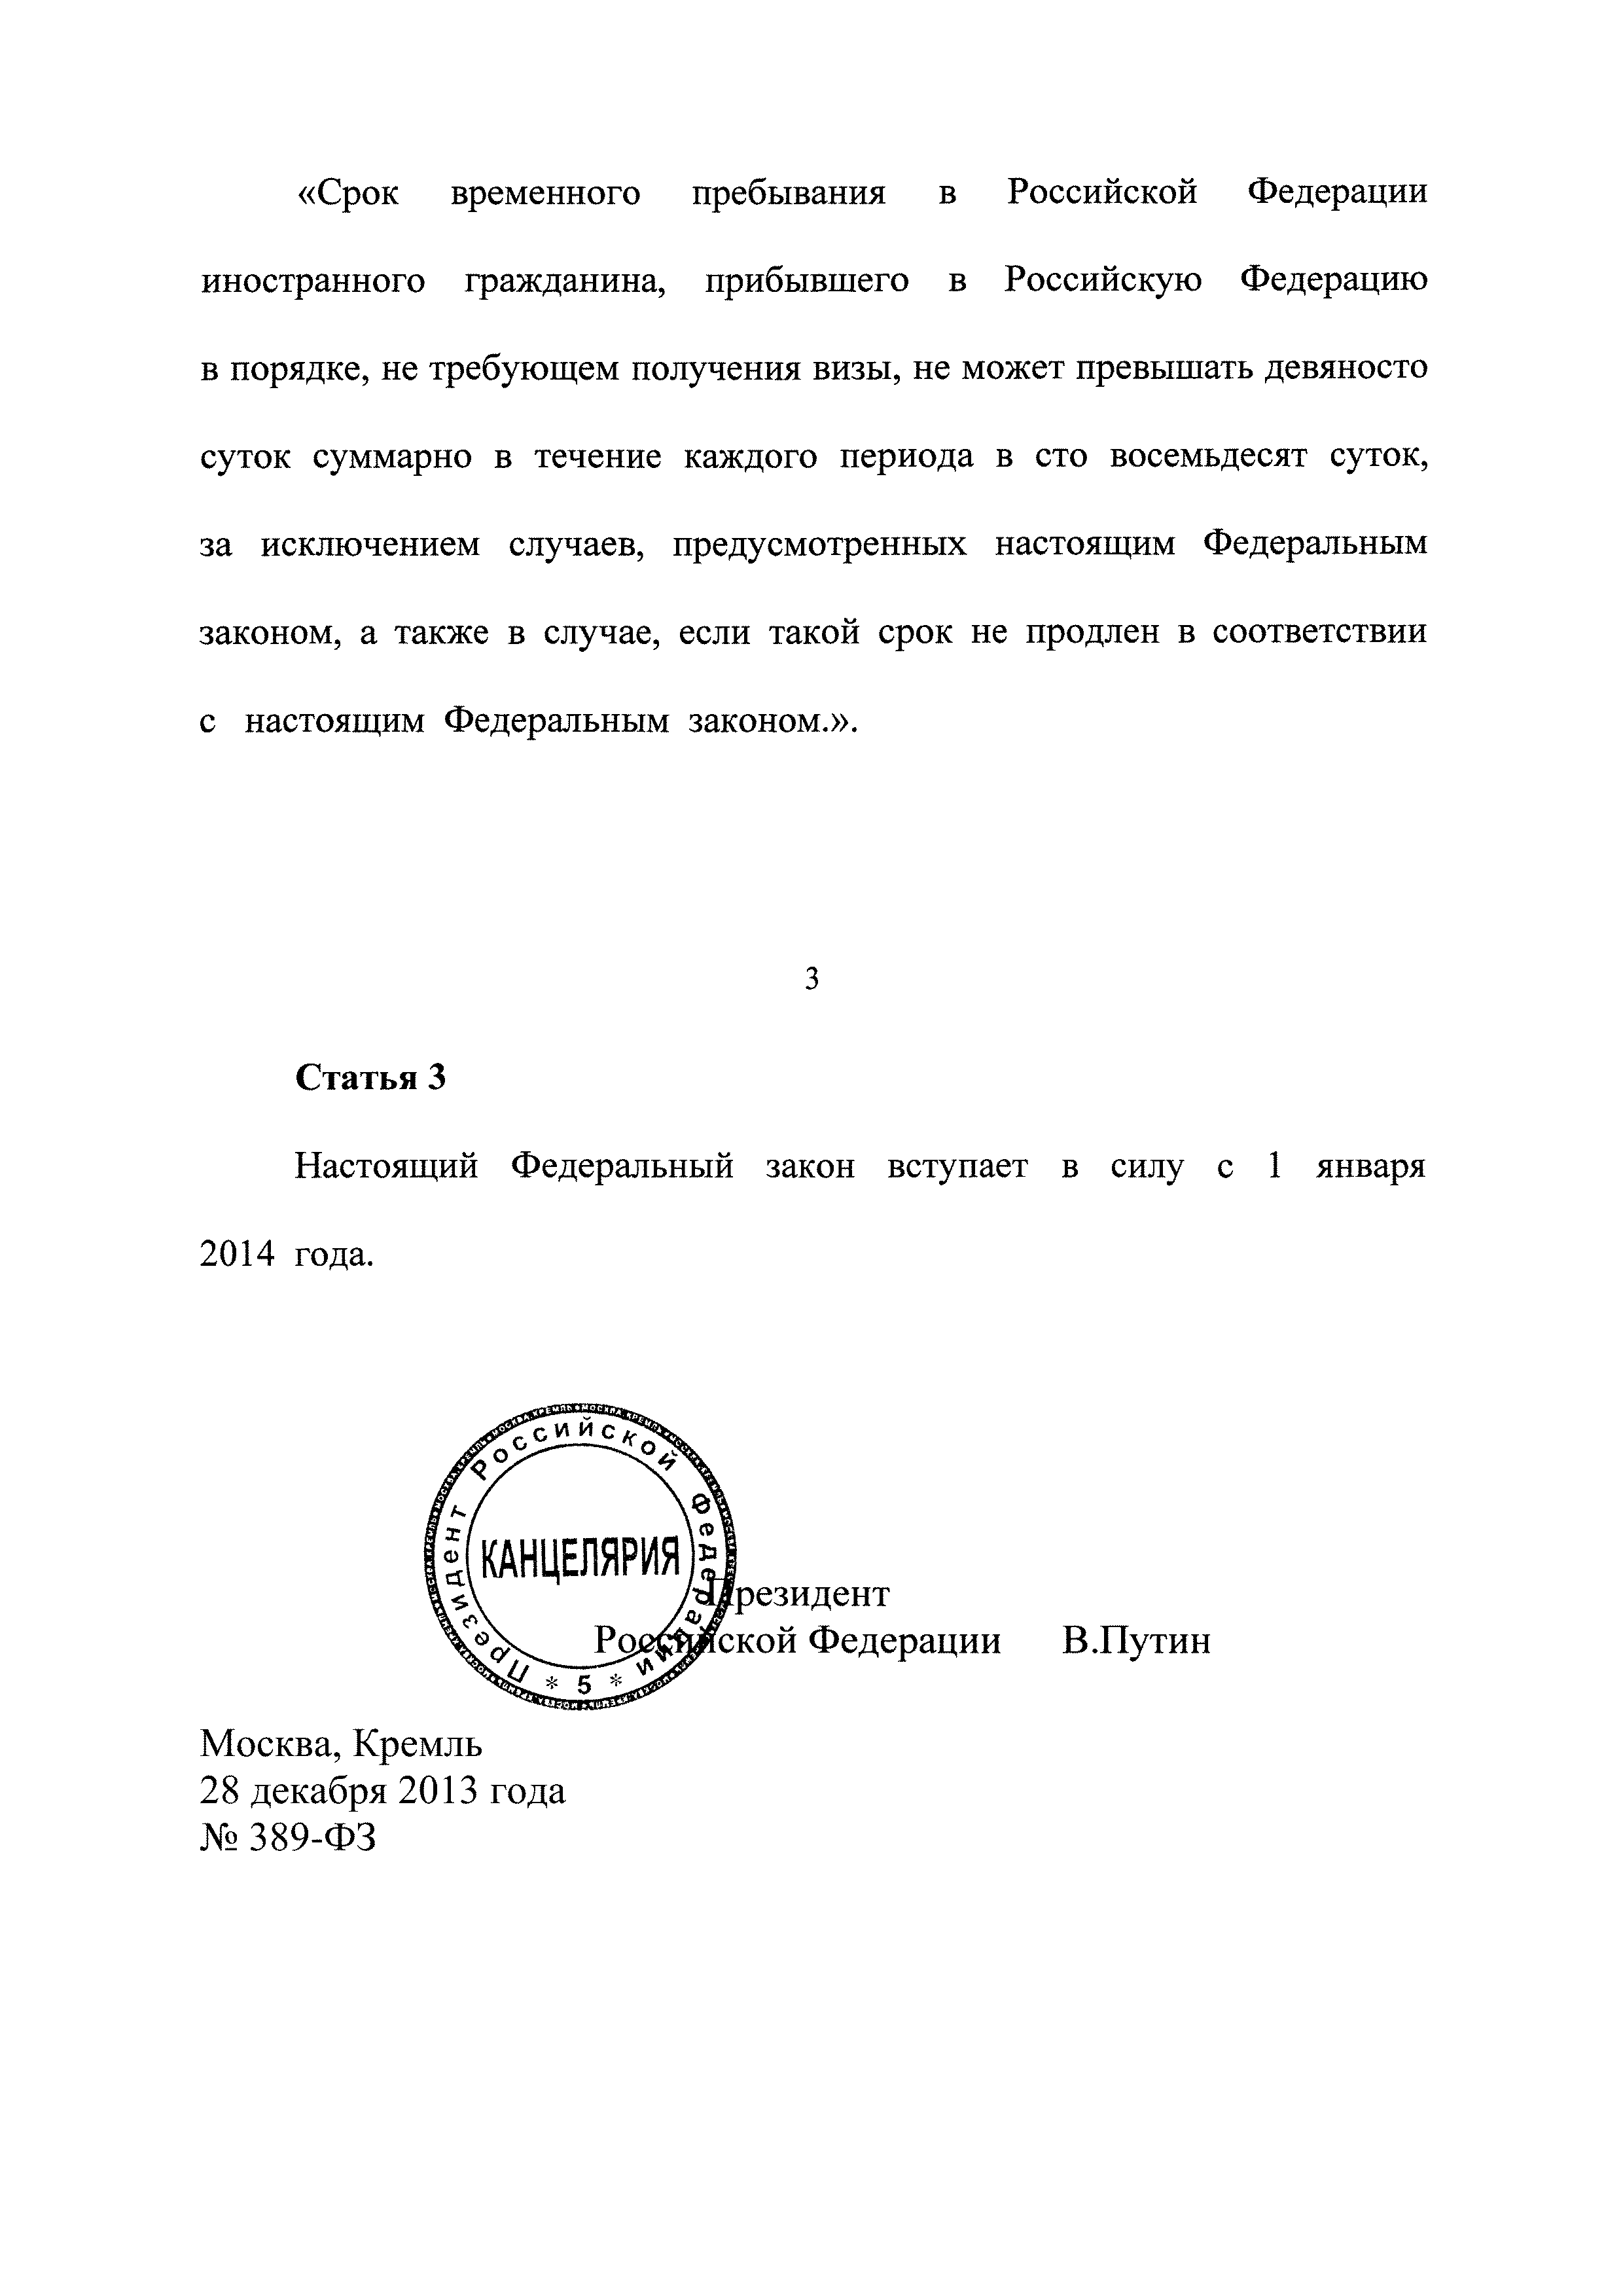 «Срок временного пребывания в Российской Федерации
иностранного гражданина, прибывшего в Российскую Федерацию
в порядке, не требующем получения визы, не может превышать девяносто
суток суммарно в течение каждого периода в сто восемьдесят суток,
за исключением случаев, предусмотренных настоящим Федеральным
законом, а также в случае, если такой срок не продлен в соответствии
с настоящим Федеральным законом.».
3
Статья 3
Настоящий Федеральный закон вступает в силу с 1 января
2014 года.
Президент Российской Федерации * 5 *
КАНЦЕЛЯРИЯ
Президент
Российской Федерации В.Путин
Москва, Кремль
28 декабря 2013 года
№ 389-ФЗ